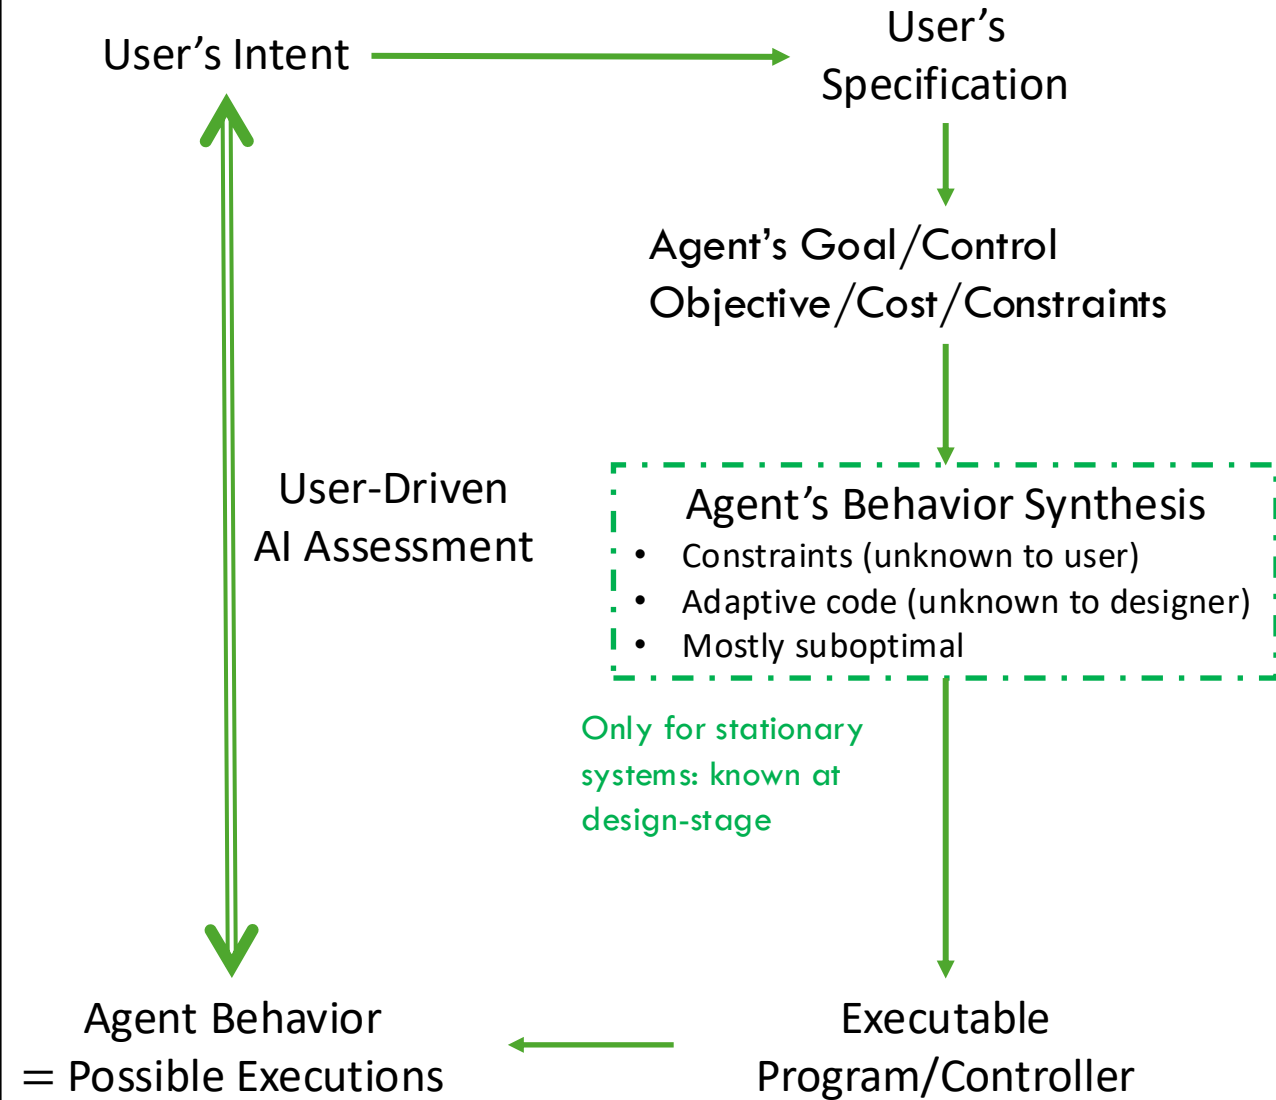 User's Intent
User's
Specification
Agent's Goal/Control
Objective/Cost/Constraints
User-Driven
AI Assessment
Agent's Behavior Synthesis
• Constraints (unknown to user)
• Adaptive code (unknown to designer)
• Mostly suboptimal
Only for stationary
systems: known at
design-stage
Agent Behavior
= Possible Executions
Executable
Program/Controller